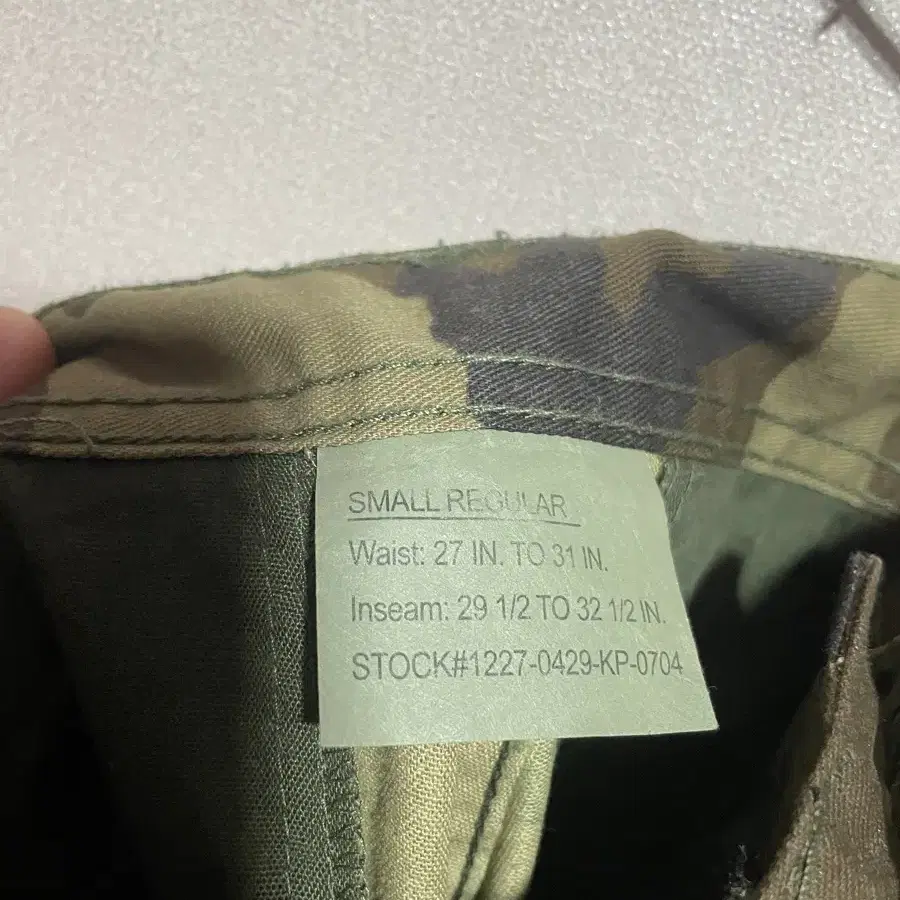 SMALL REGULAR
Waist: 27 IN. TO 31 IN.
Inseam: 29 1/2 TO 32 1/2 IN.
STOCK#1227-0429-KP-0704